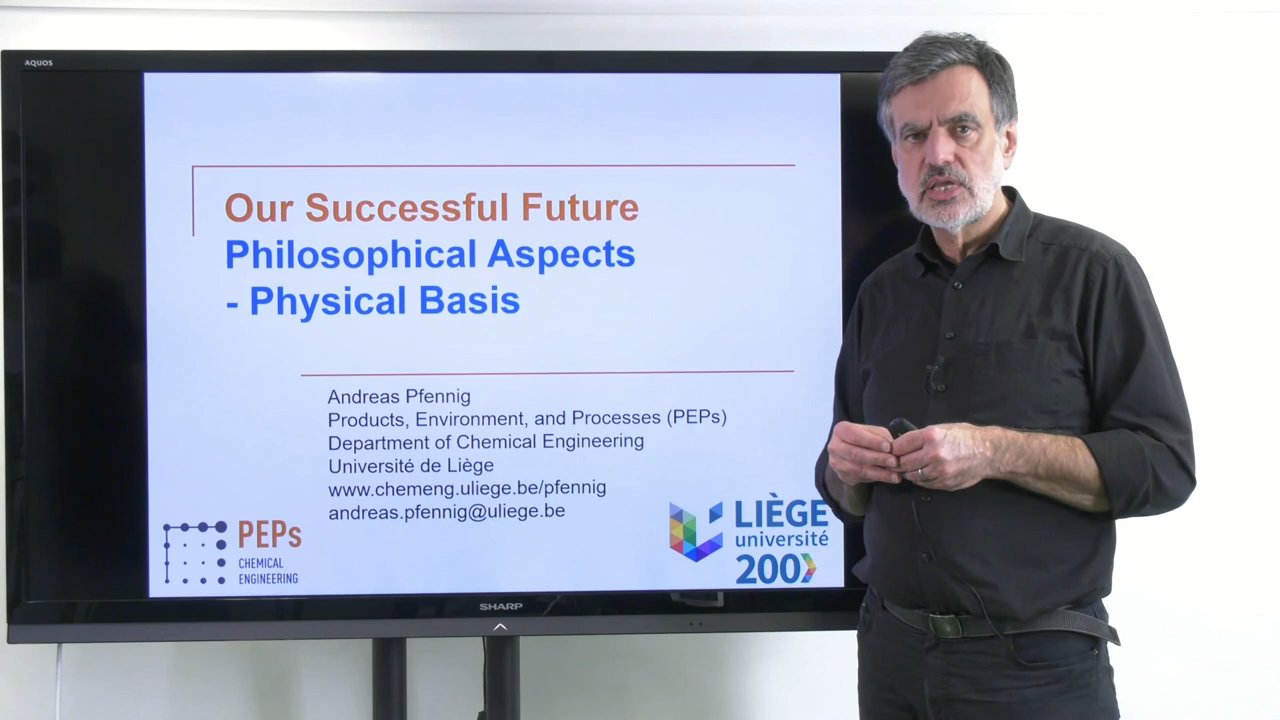 AQUOS
Our Successful Future
Philosophical Aspects
- Physical Basis
Andreas Pfennig
Products, Environment, and Processes (PEPs)
Department of Chemical Engineering
Université de Liège
www.chemeng.uliege.be/pfennig
andreas.pfennig@uliege.be
PEPs
CHEMICAL
ENGINEERING
LIÈGE
université
200
SHARP